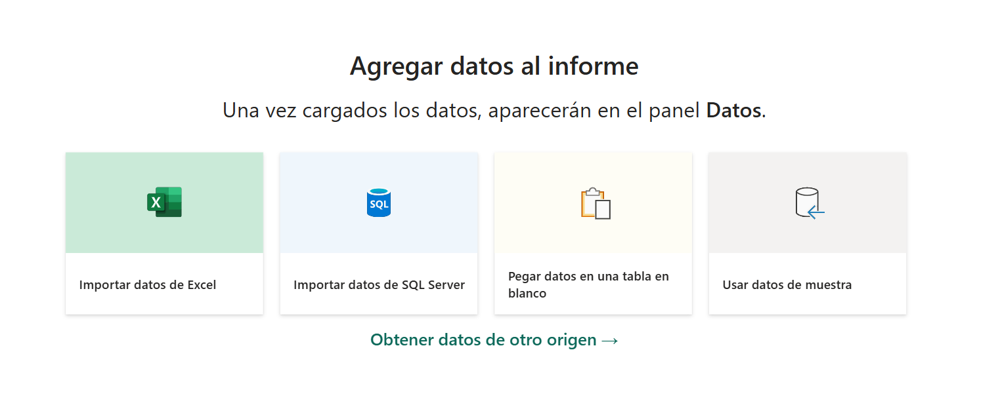 Agregar datos al informe
Una vez cargados los datos, aparecerán en el panel Datos.
X
SQL
Importar datos de Excel
Importar datos de SQL Server
Pegar datos en una tabla en
blanco
Usar datos de muestra
Obtener datos de otro origen →